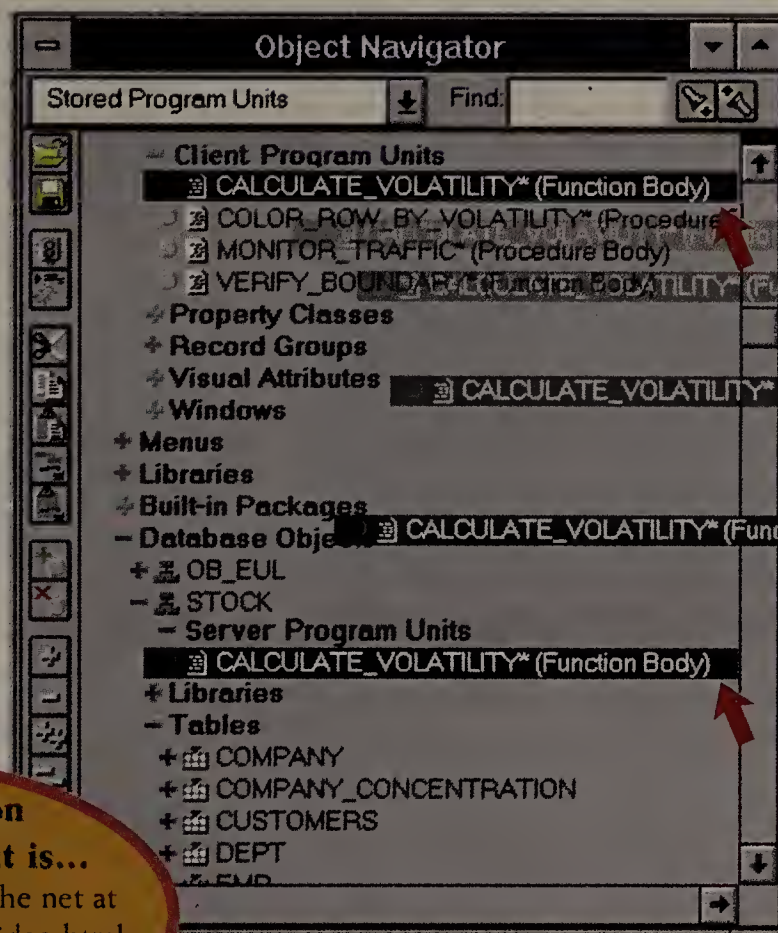 Object Navigator
Stored Program Units
Find:
– Client Program Units
CALCULATE_VOLATILITY* (Function Body)
COLOR_ROW_BY_VOLATILITY* (Procedure
MONITOR_TRAFFIC* (Procedure Body)
VERIFY_BOUNDARY* (Function Body)
+ Property Classes
+ Record Groups
+ Visual Attributes
CALCULATE_VOLATILITY*
+ Windows
+ Menus
+ Libraries
+ Built-in Packages
– Database Obje
CALCULATE_VOLATILITY* (Func
+ OB_EUL
– STOCK
– Server Program Units
CALCULATE_VOLATILITY* (Function Body)
+ Libraries
– Tables
+ COMPANY
+ COMPANY_CONCENTRATION
+ CUSTOMERS
+ DEPT
+ EMP
on
t is...
he net at